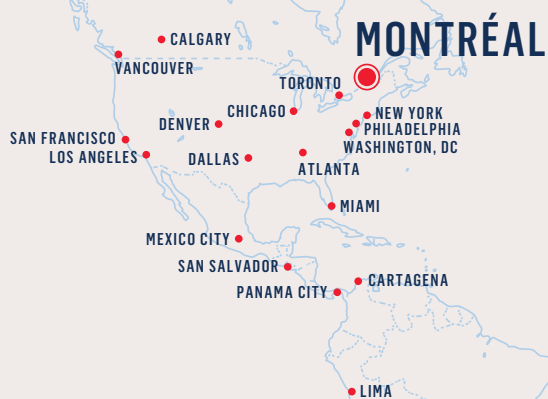 MONTRÉAL
CALGARY
VANCOUVER
TORONTO
CHICAGO
NEW YORK
DENVER
PHILADELPHIA
SAN FRANCISCO
WASHINGTON, DC
LOS ANGELES
DALLAS
ATLANTA
MIAMI
MEXICO CITY
SAN SALVADOR
CARTAGENA
PANAMA CITY
LIMA